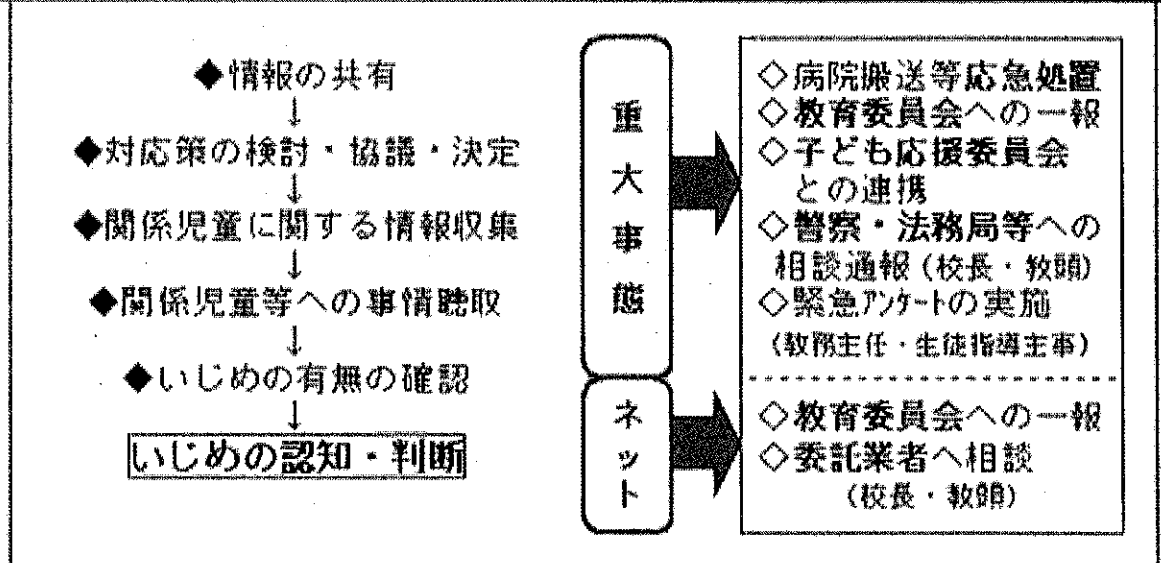 ◆情報の共有
↓
◆対応策の検討・協議・決定
↓
◆関係児童に関する情報収集
↓
◆関係児童等への事情聴取
↓
◆いじめの有無の確認
↓
いじめの認知・判断
重大事態
◇病院搬送等応急処置
◇教育委員会への一報
◇子ども応援委員会
との連携
◇警察・法務局等への
相談通報(校長・教頭)
◇緊急アンケートの実施
(教務主任・生徒指導主事)
ネット
◇教育委員会への一報
◇委託業者へ相談
(校長・教頭)